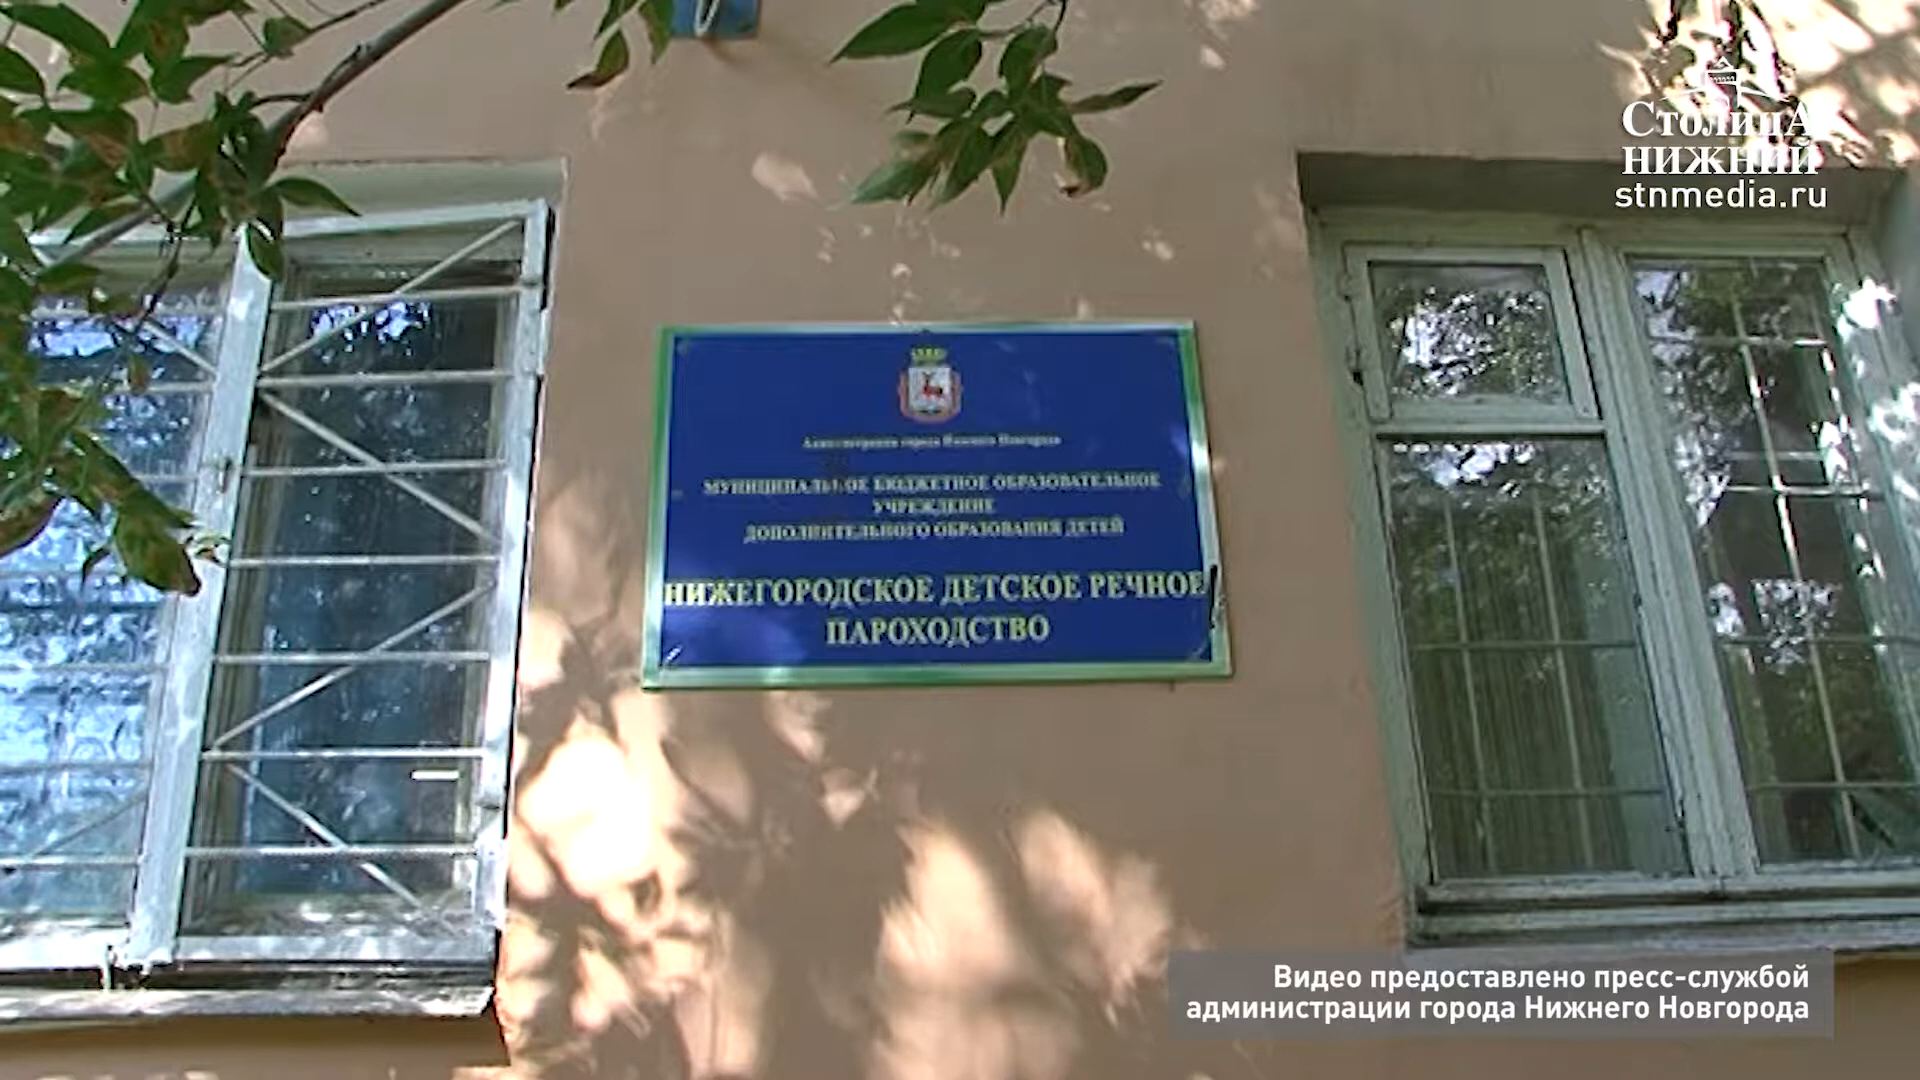 СтолицА
нижний
stnmedia.ru
Администрация города Нижнего Новгорода
МУНИЦИПАЛЬНОЕ БЮДЖЕТНОЕ ОБРАЗОВАТЕЛЬНОЕ
УЧРЕЖДЕНИЕ
ДОПОЛНИТЕЛЬНОГО ОБРАЗОВАНИЯ ДЕТЕЙ
НИЖЕГОРОДСКОЕ ДЕТСКОЕ РЕЧНОЕ
ПАРОХОДСТВО
Видео предоставлено пресс-службой
администрации города Нижнего Новгорода